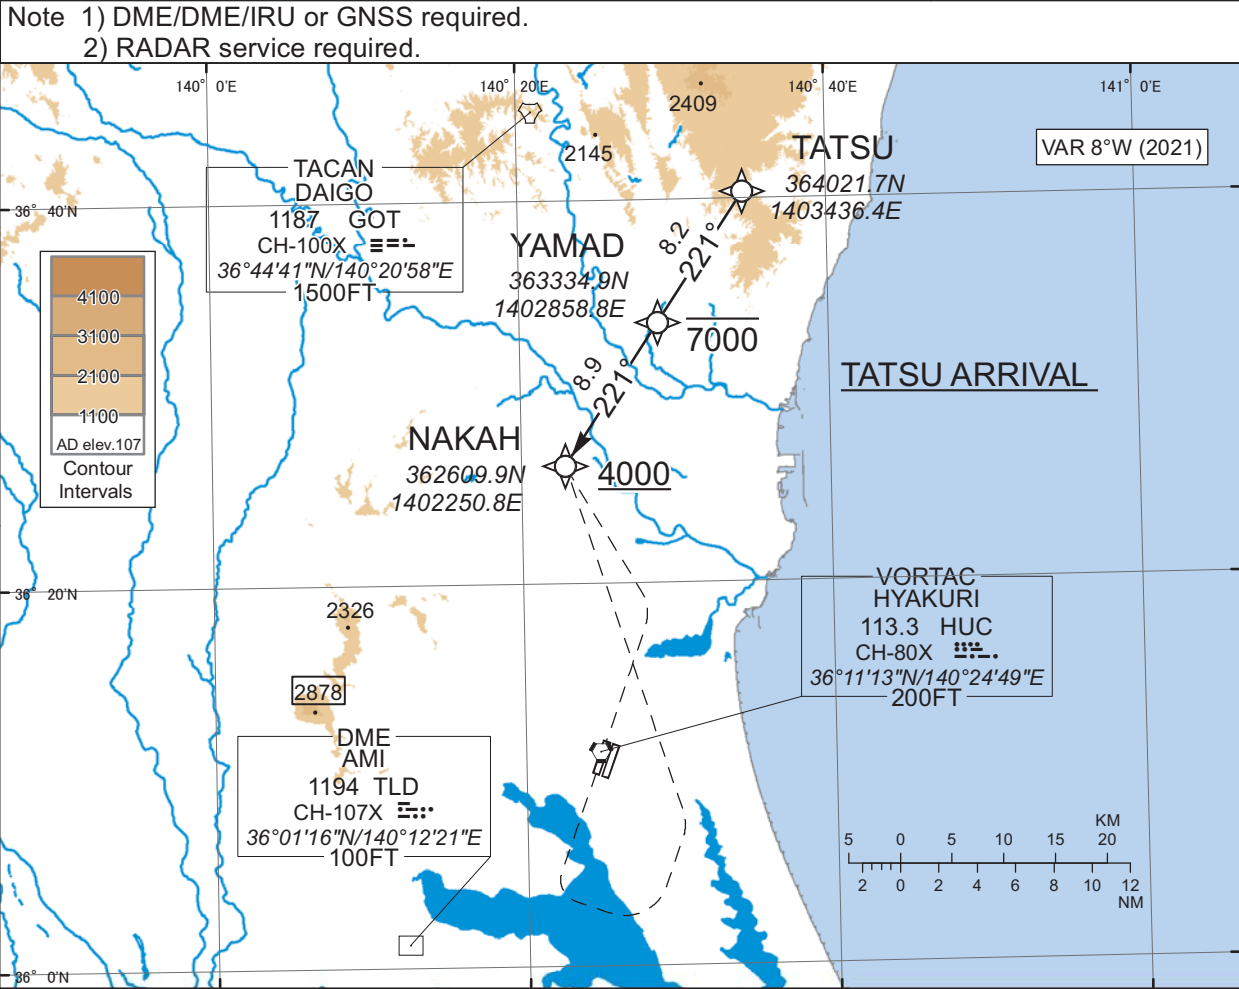 Note 1) DME/DME/IRU or GNSS required.
2) RADAR service required.
140° 0'E
140° 20'E
140° 40'E
141° 0'E
2409
2145
TATSU
364021.7N
1403436.4E
VAR 8°W (2021)
TACAN
DAIGO
1187 GOT
CH-100X
36°44'41"N/140°20'58"E
1500FT
36° 40'N
8.2
221°
YAMAD
363334.9N
1402858.8E
7000
4100
3100
2100
1100
AD elev.107
Contour
Intervals
TATSU ARRIVAL
8.9
221°
NAKAH
362609.9N
1402250.8E
4000
36° 20'N
2326
2878
VORTAC
HYAKURI
113.3 HUC
CH-80X
36°11'13"N/140°24'49"E
200FT
DME
AMI
1194 TLD
CH-107X
36°01'16"N/140°12'21"E
100FT
KM
5 0 5 10 15 20
2 0 2 4 6 8 10 12
NM
36° 0'N